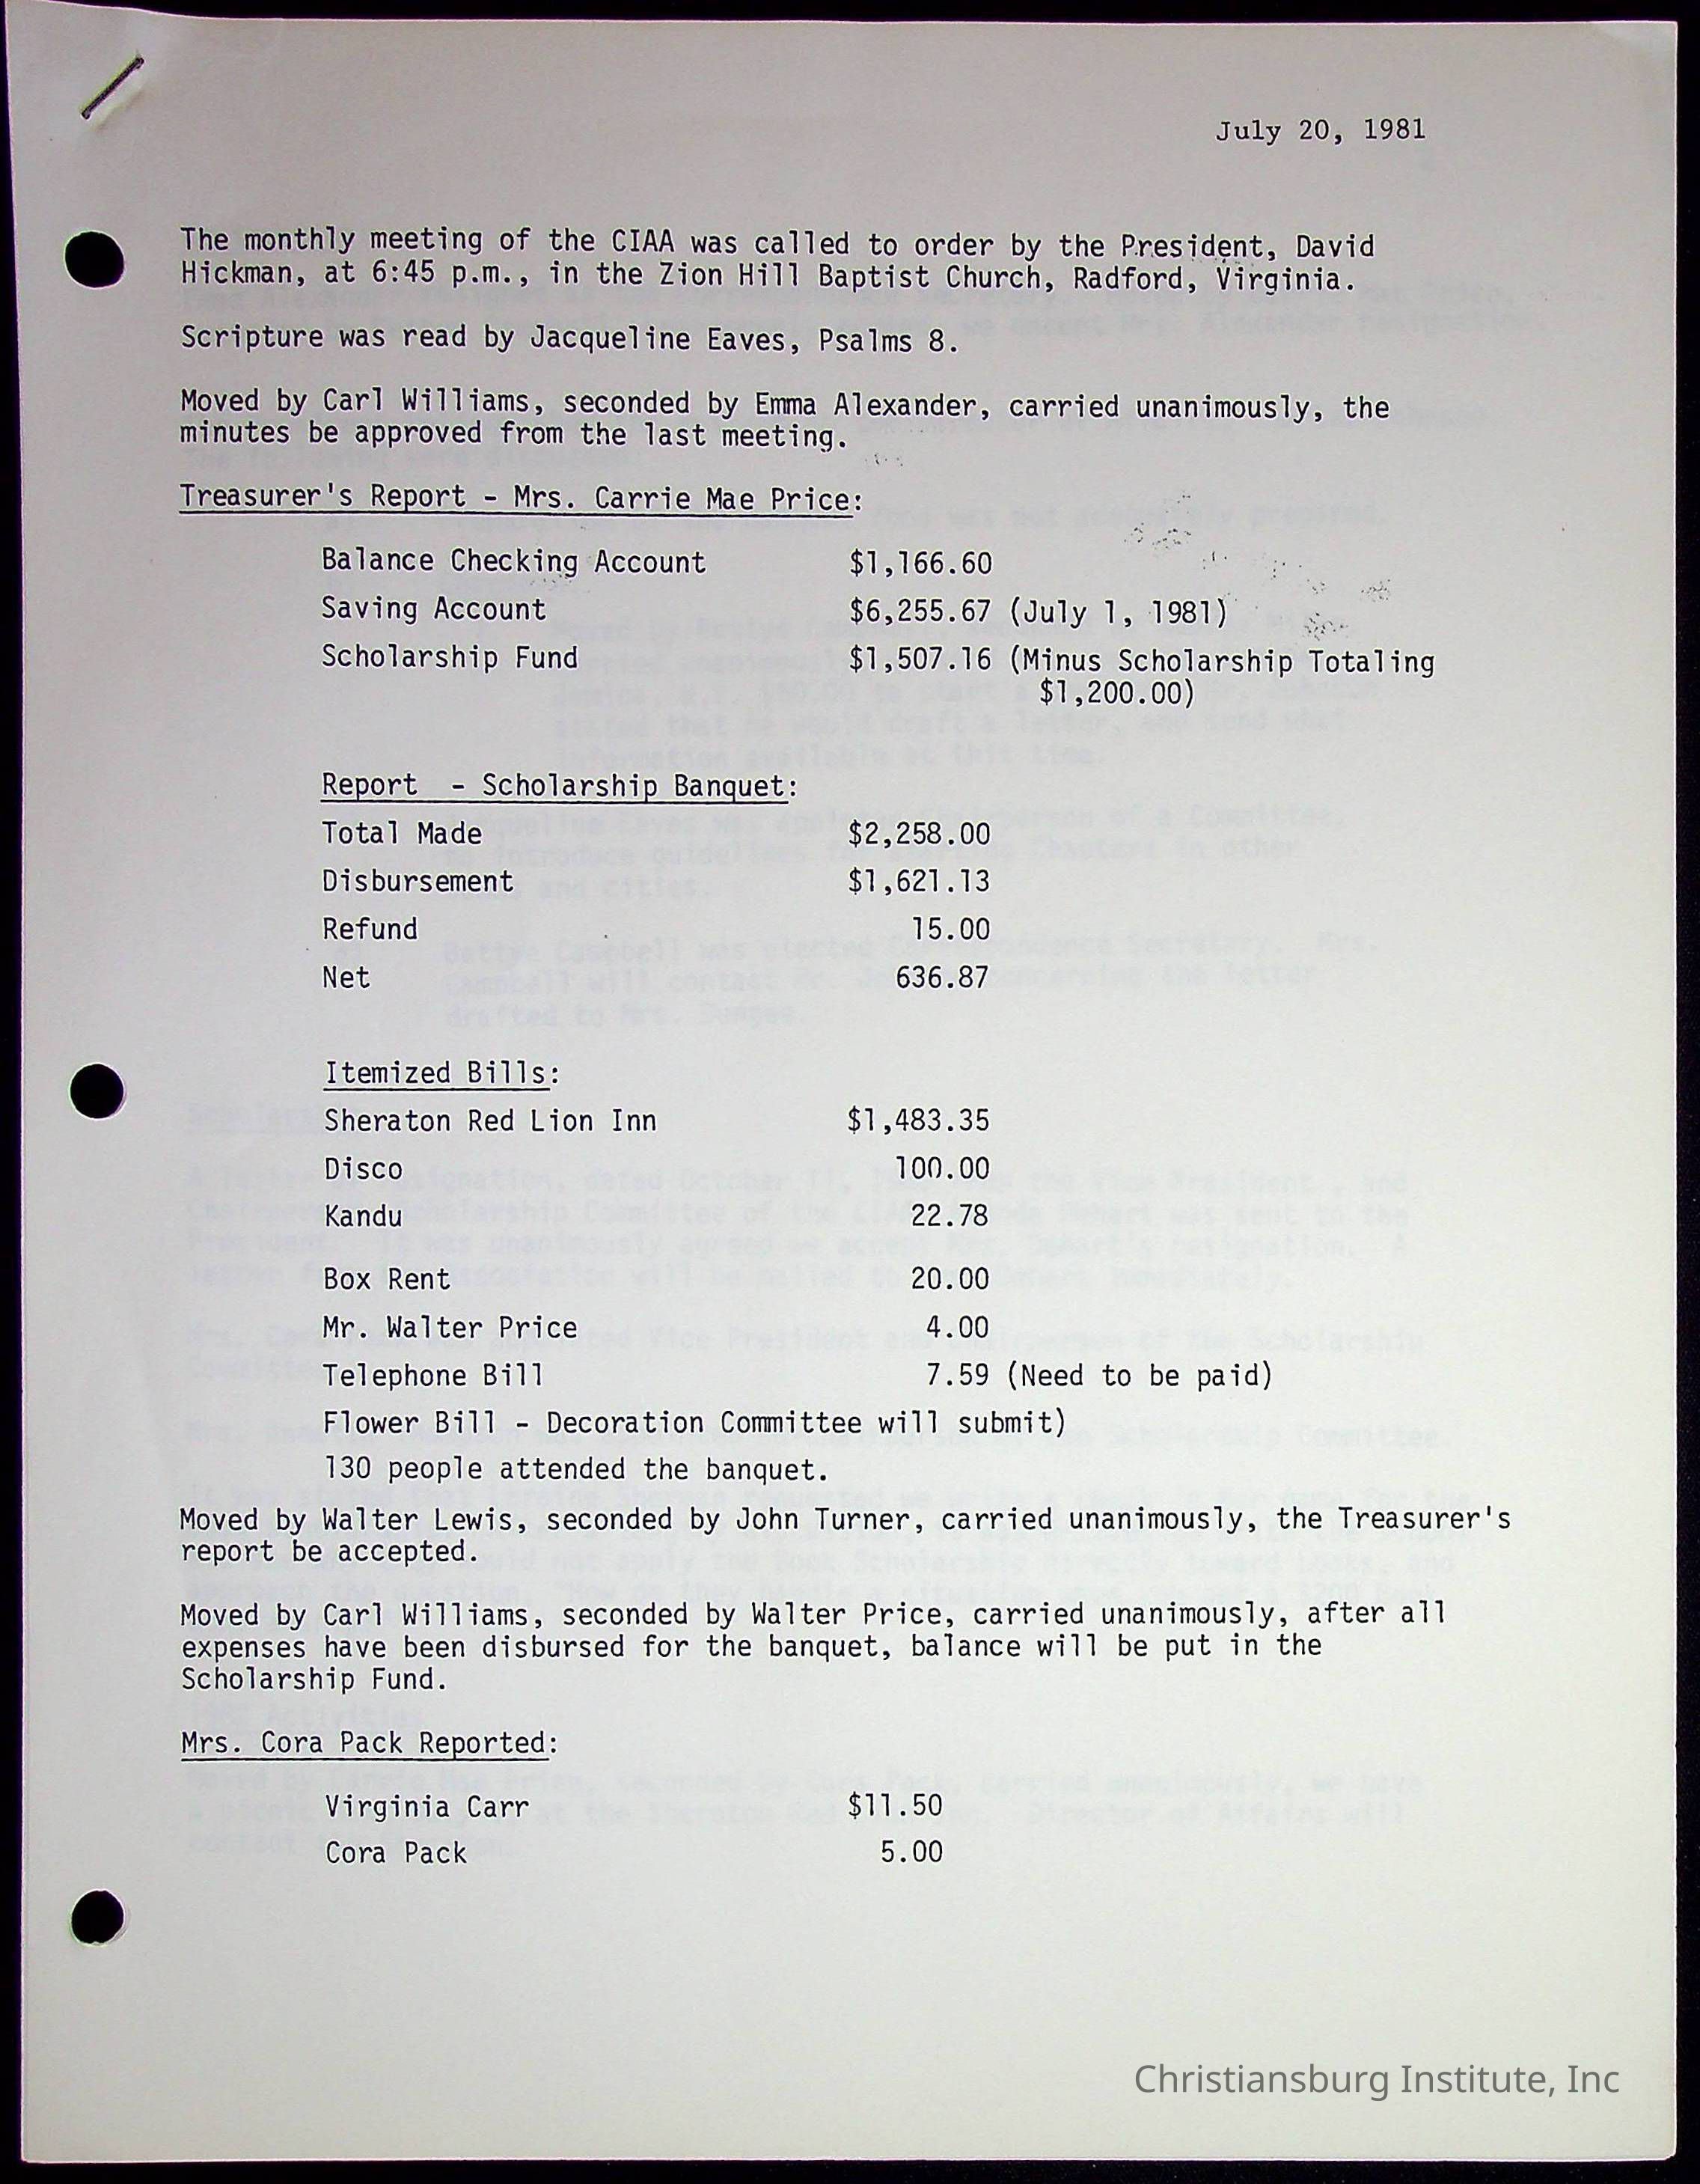 July 20, 1981
The monthly meeting of the CIAA was called to order by the President, David
Hickman, at 6:45 p.m., in the Zion Hill Baptist Church, Radford, Virginia.
Scripture was read by Jacqueline Eaves, Psalms 8.
Moved by Carl Williams, seconded by Emma Alexander, carried unanimously, the
minutes be approved from the last meeting.
Treasurer's Report - Mrs. Carrie Mae Price:
Balance Checking Account $1,166.60
Saving Account $6,255.67 (July 1, 1981)
Scholarship Fund $1,507.16 (Minus Scholarship Totaling
$1,200.00)
Report - Scholarship Banquet:
Total Made $2,258.00
Disbursement $1,621.13
Refund 15.00
Net 636.87
Itemized Bills:
Sheraton Red Lion Inn $1,483.35
Disco 100.00
Kandu 22.78
Box Rent 20.00
Mr. Walter Price 4.00
Telephone Bill 7.59 (Need to be paid)
Flower Bill - Decoration Committee will submit)
130 people attended the banquet.
Moved by Walter Lewis, seconded by John Turner, carried unanimously, the Treasurer's
report be accepted.
Moved by Carl Williams, seconded by Walter Price, carried unanimously, after all
expenses have been disbursed for the banquet, balance will be put in the
Scholarship Fund.
Mrs. Cora Pack Reported:
Virginia Carr $11.50
Cora Pack 5.00
Christiansburg Institute, Inc